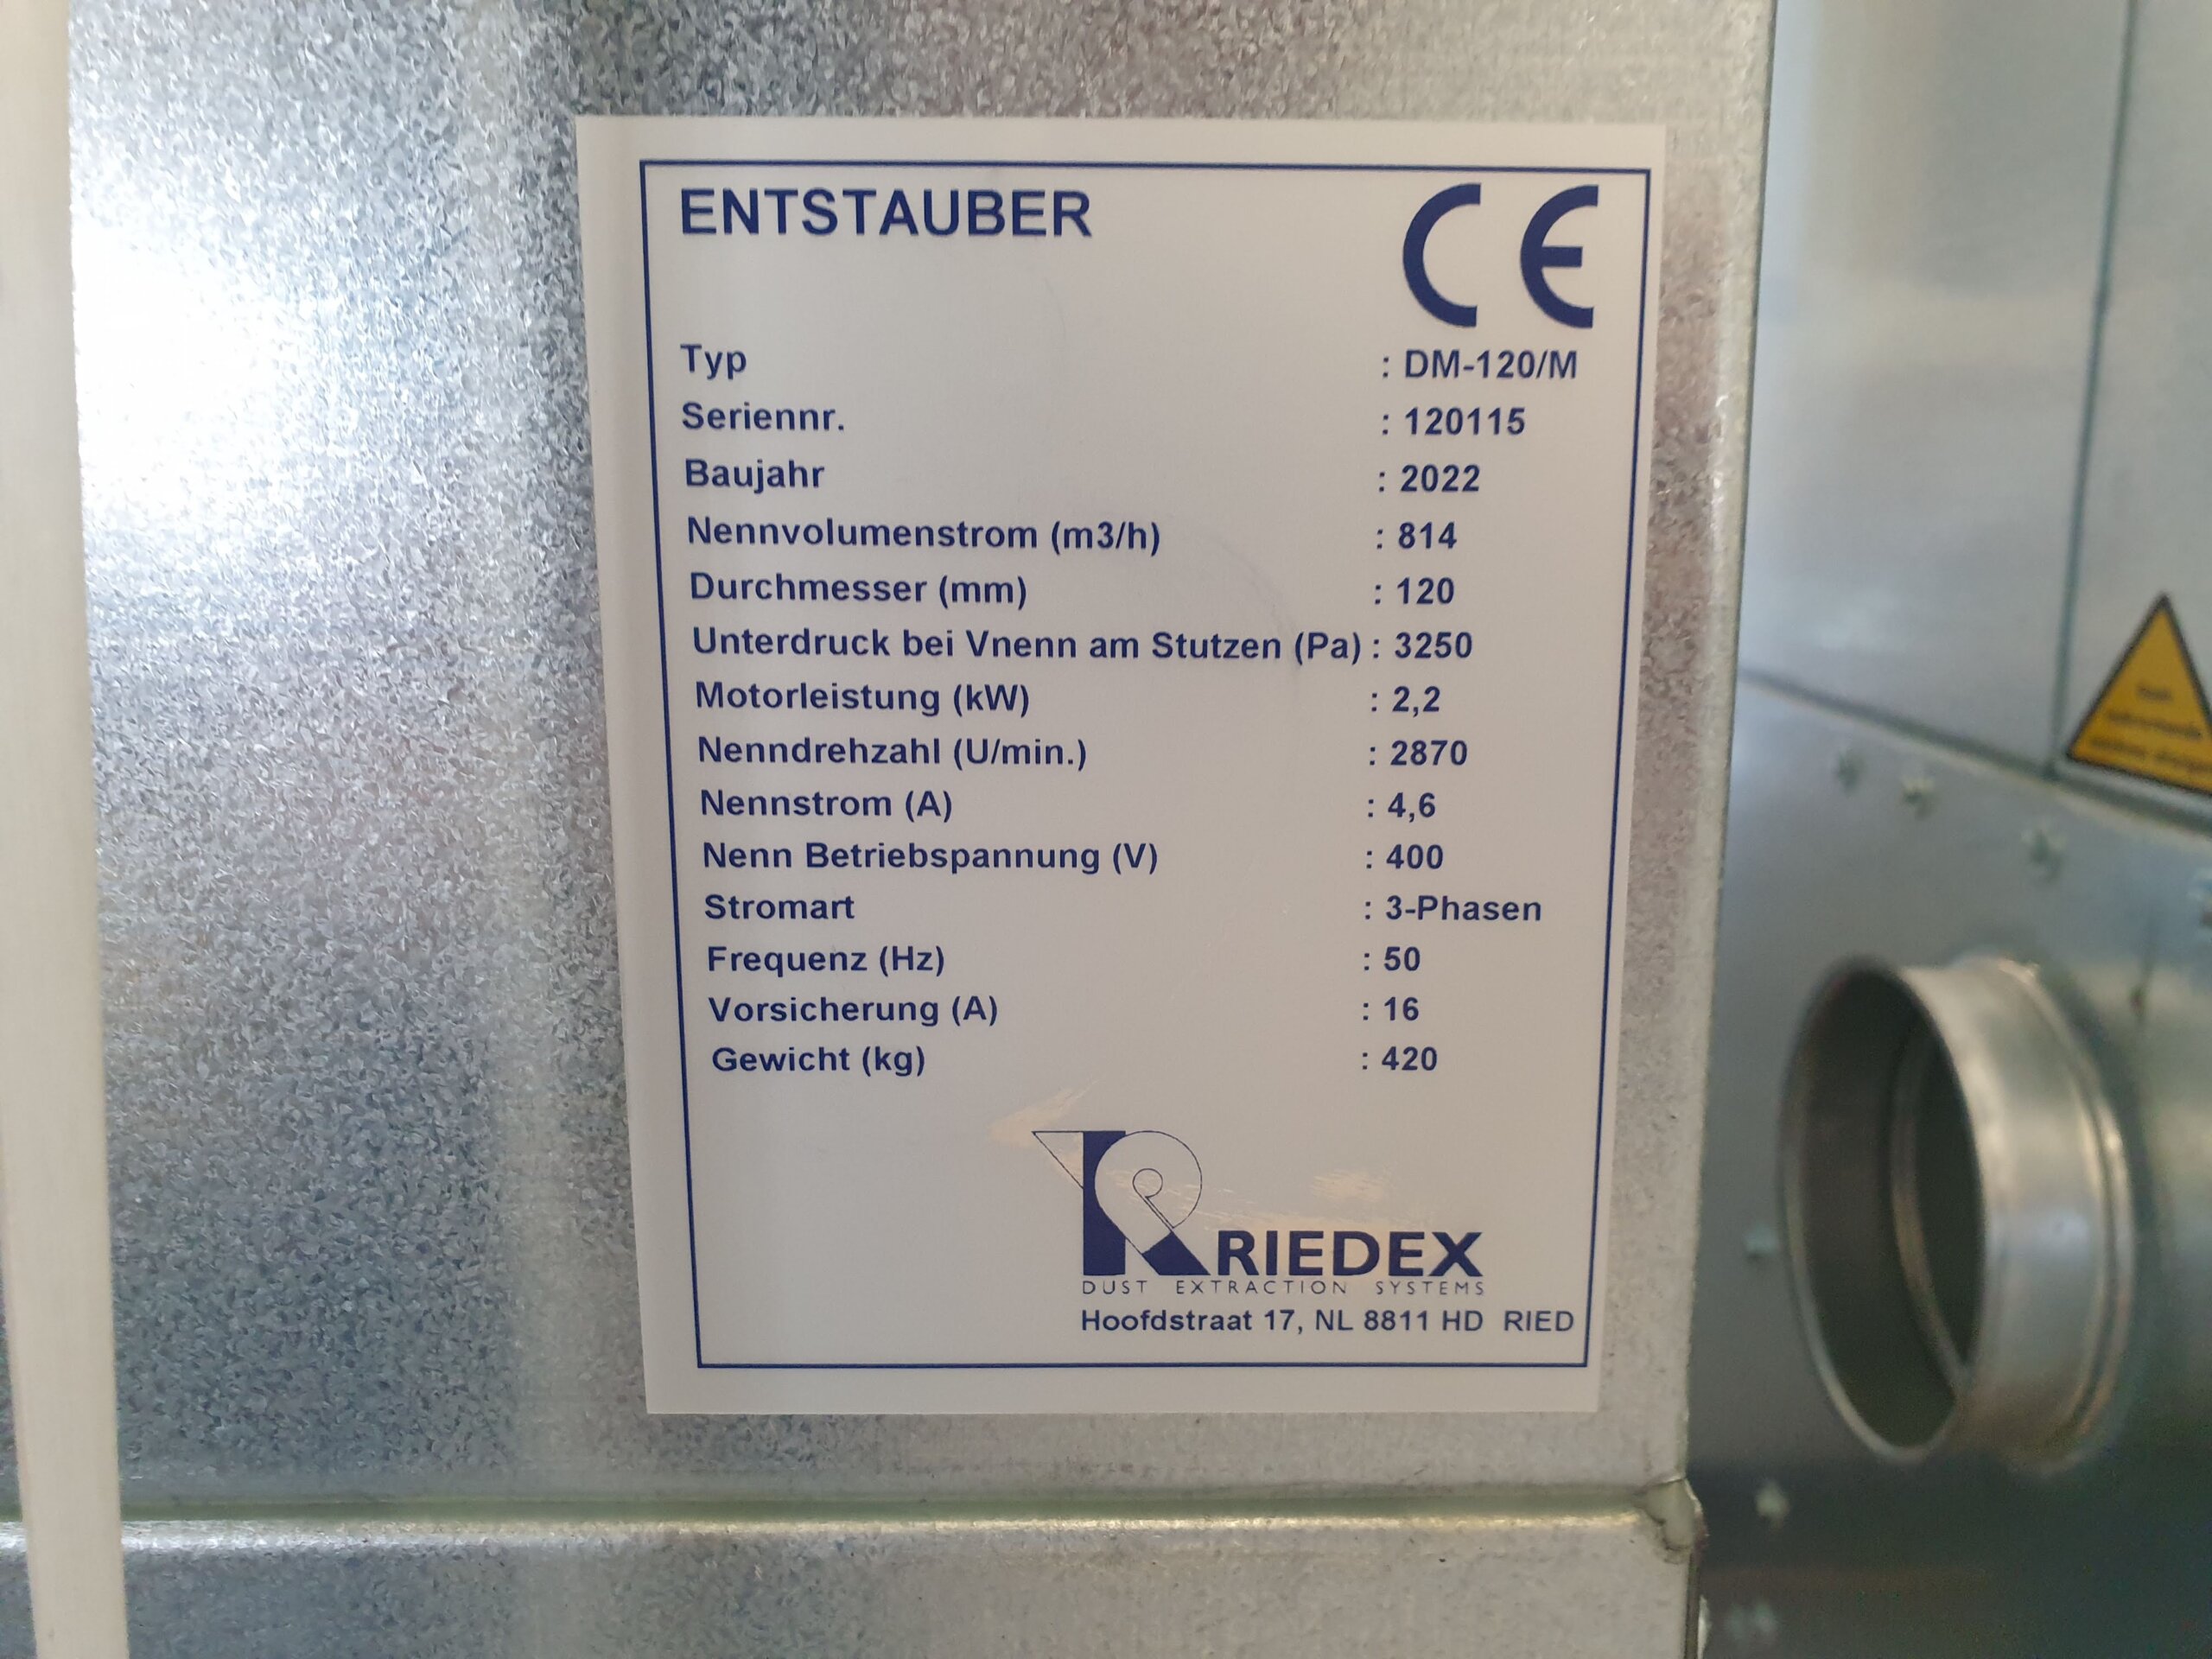 ENTSTAUBER
CE
Typ : DM-120/M
Seriennr. : 120115
Baujahr : 2022
Nennvolumenstrom (m3/h) : 814
Durchmesser (mm) : 120
Unterdruck bei Vnenn am Stutzen (Pa) : 3250
Motorleistung (kW) : 2,2
Nenndrehzahl (U/min.) : 2870
Nennstrom (A) : 4,6
Nenn Betriebspannung (V) : 400
Stromart : 3-Phasen
Frequenz (Hz) : 50
Vorsicherung (A) : 16
Gewicht (kg) : 420
RIEDEX
DUST EXTRACTION SYSTEMS
Hoofdstraat 17, NL 8811 HD RIED